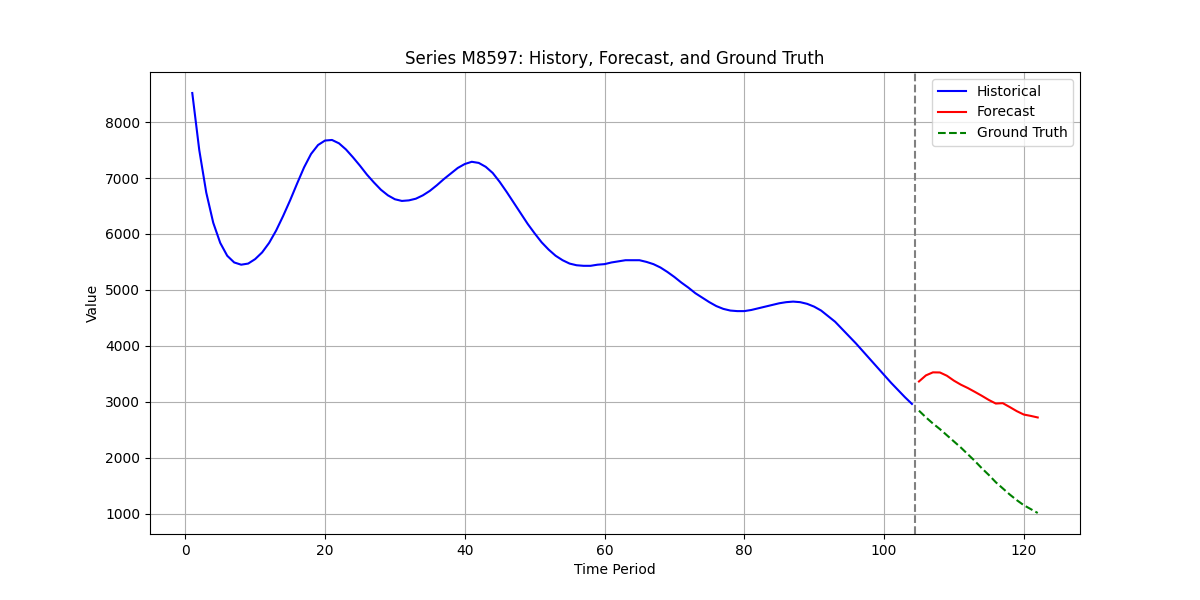 Series M8597: History, Forecast, and Ground Truth
Historical
Forecast
Ground Truth
Value
8000
7000
6000
5000
4000
3000
2000
1000
0 20 40 60 80 100 120
Time Period